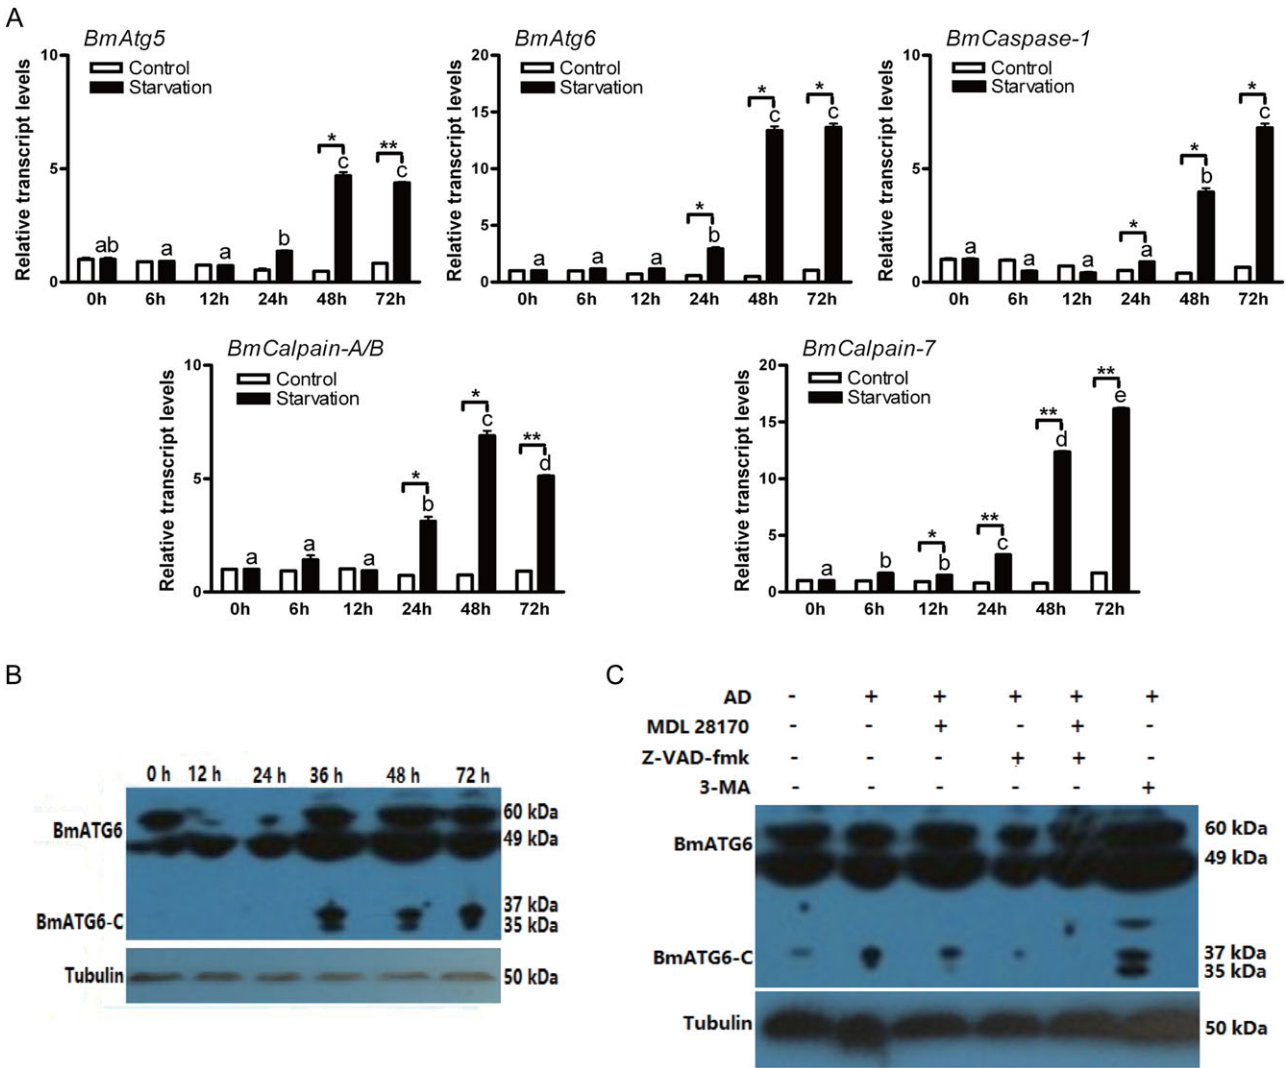 A
BmAtg5
BmAtg6
BmCaspase-1
Relative transcript levels
10
5
0
Control
Starvation
ab a a b c c
* **
0h 6h 12h 24h 48h 72h
Relative transcript levels
20
15
10
5
0
Control
Starvation
a a a b c c
* * *
0h 6h 12h 24h 48h 72h
Relative transcript levels
10
5
0
Control
Starvation
a a a a b c
* * *
0h 6h 12h 24h 48h 72h
BmCalpain-A/B
Relative transcript levels
10
5
0
Control
Starvation
a a a b c d
* * **
0h 6h 12h 24h 48h 72h
BmCalpain-7
Relative transcript levels
20
15
10
5
0
Control
Starvation
a b b c d e
* ** ** **
0h 6h 12h 24h 48h 72h
B
0 h 12 h 24 h 36 h 48 h 72 h
BmATG6
60 kDa
49 kDa
BmATG6-C
37 kDa
35 kDa
Tubulin 50 kDa
C
AD - + + + + +
MDL 28170 - - + - + -
Z-VAD-fmk - - - + + -
3-MA - - - - - +
BmATG6
60 kDa
49 kDa
BmATG6-C
37 kDa
35 kDa
Tubulin 50 kDa